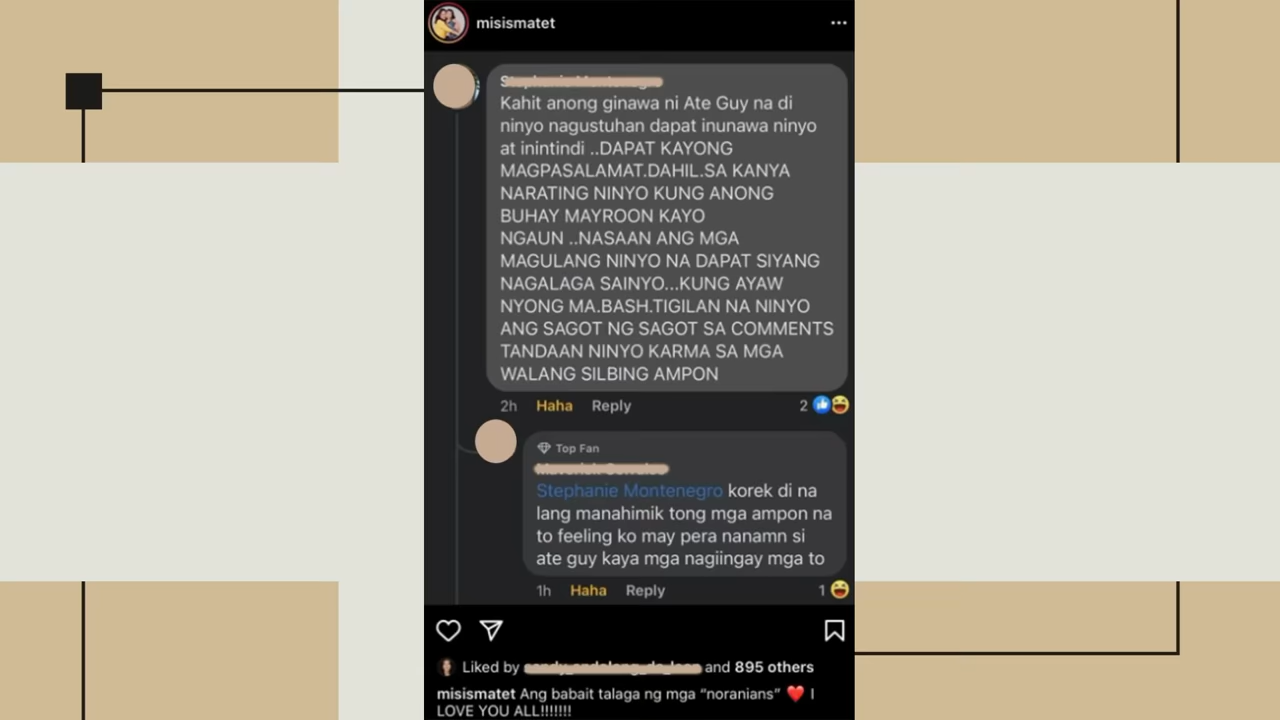 misismatet
Kahit anong ginawa ni Ate Guy na di
ninyo nagustuhan dapat inunawa ninyo
at inintindi ..DAPAT KAYONG
MAGPASALAMAT.DAHIL.SA KANYA
NARATING NINYO KUNG ANONG
BUHAY MAYROON KAYO
NGAUN ..NASAAN ANG MGA
MAGULANG NINYO NA DAPAT SIYANG
NAGALAGA SAINYO...KUNG AYAW
NYONG MA.BASH.TIGILAN NA NINYO
ANG SAGOT NG SAGOT SA COMMENTS
TANDAAN NINYO KARMA SA MGA
WALANG SILBING AMPON
2h Haha Reply 2
Top Fan
Stephanie Montenegro korek di na
lang manahimik tong mga ampon na
to feeling ko may pera nanamn si
ate guy kaya mga nagiingay mga to
1h Haha Reply 1
Liked by and 895 others
misismatet Ang babait talaga ng mga “noranians” ❤️ I
LOVE YOU ALL!!!!!!!